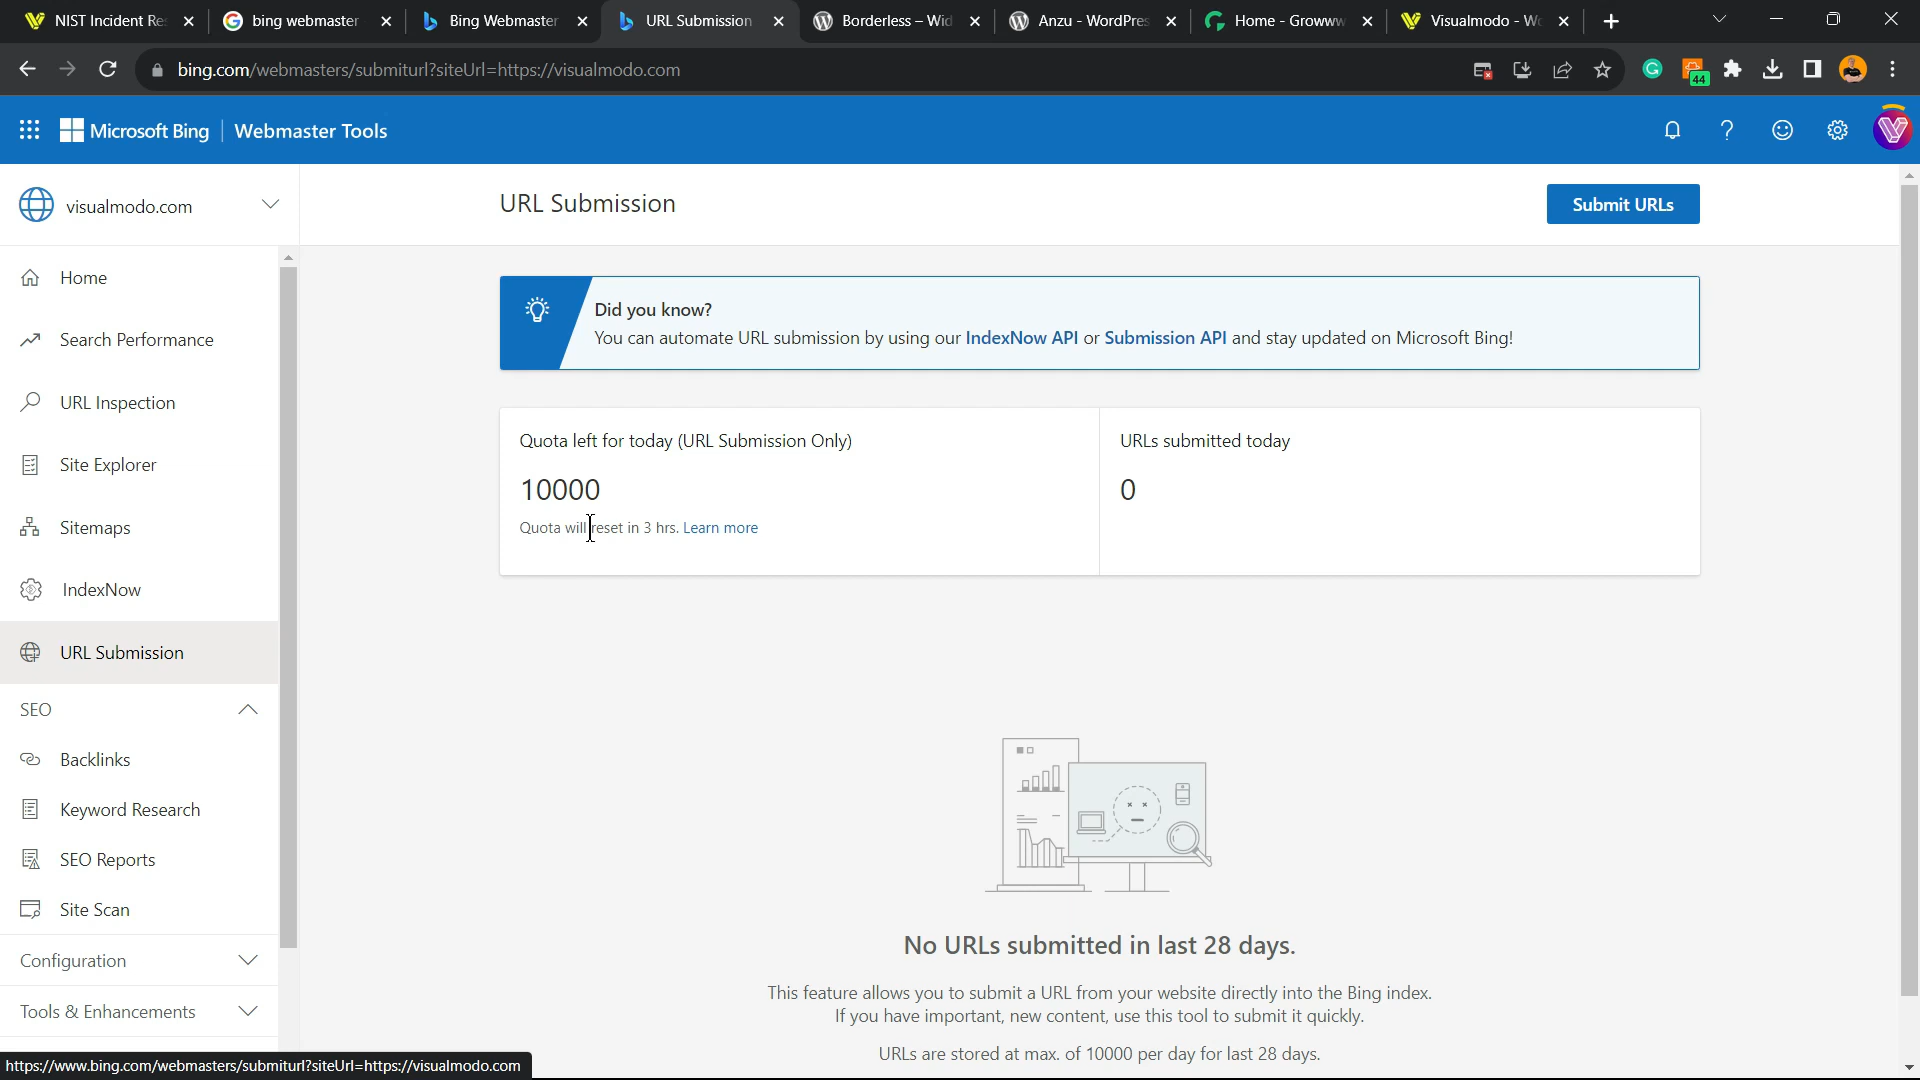 NIST Incident Re
bing webmaster
Bing Webmaster
URL Submission
Borderless – Wid
Anzu - WordPres
Home - Growww
Visualmodo - Wo
bing.com/webmasters/submiturl?siteUrl=https://visualmodo.com
44
Microsoft Bing | Webmaster Tools
visualmodo.com
URL Submission
Submit URLs
Home
Search Performance
URL Inspection
Site Explorer
Sitemaps
IndexNow
URL Submission
SEO
Backlinks
Keyword Research
SEO Reports
Site Scan
Configuration
Tools & Enhancements
Did you know?
You can automate URL submission by using our IndexNow API or Submission API and stay updated on Microsoft Bing!
Quota left for today (URL Submission Only)
10000
Quota will reset in 3 hrs. Learn more
URLs submitted today
0
No URLs submitted in last 28 days.
This feature allows you to submit a URL from your website directly into the Bing index.
If you have important, new content, use this tool to submit it quickly.
URLs are stored at max. of 10000 per day for last 28 days.
https://www.bing.com/webmasters/submiturl?siteUrl=https://visualmodo.com